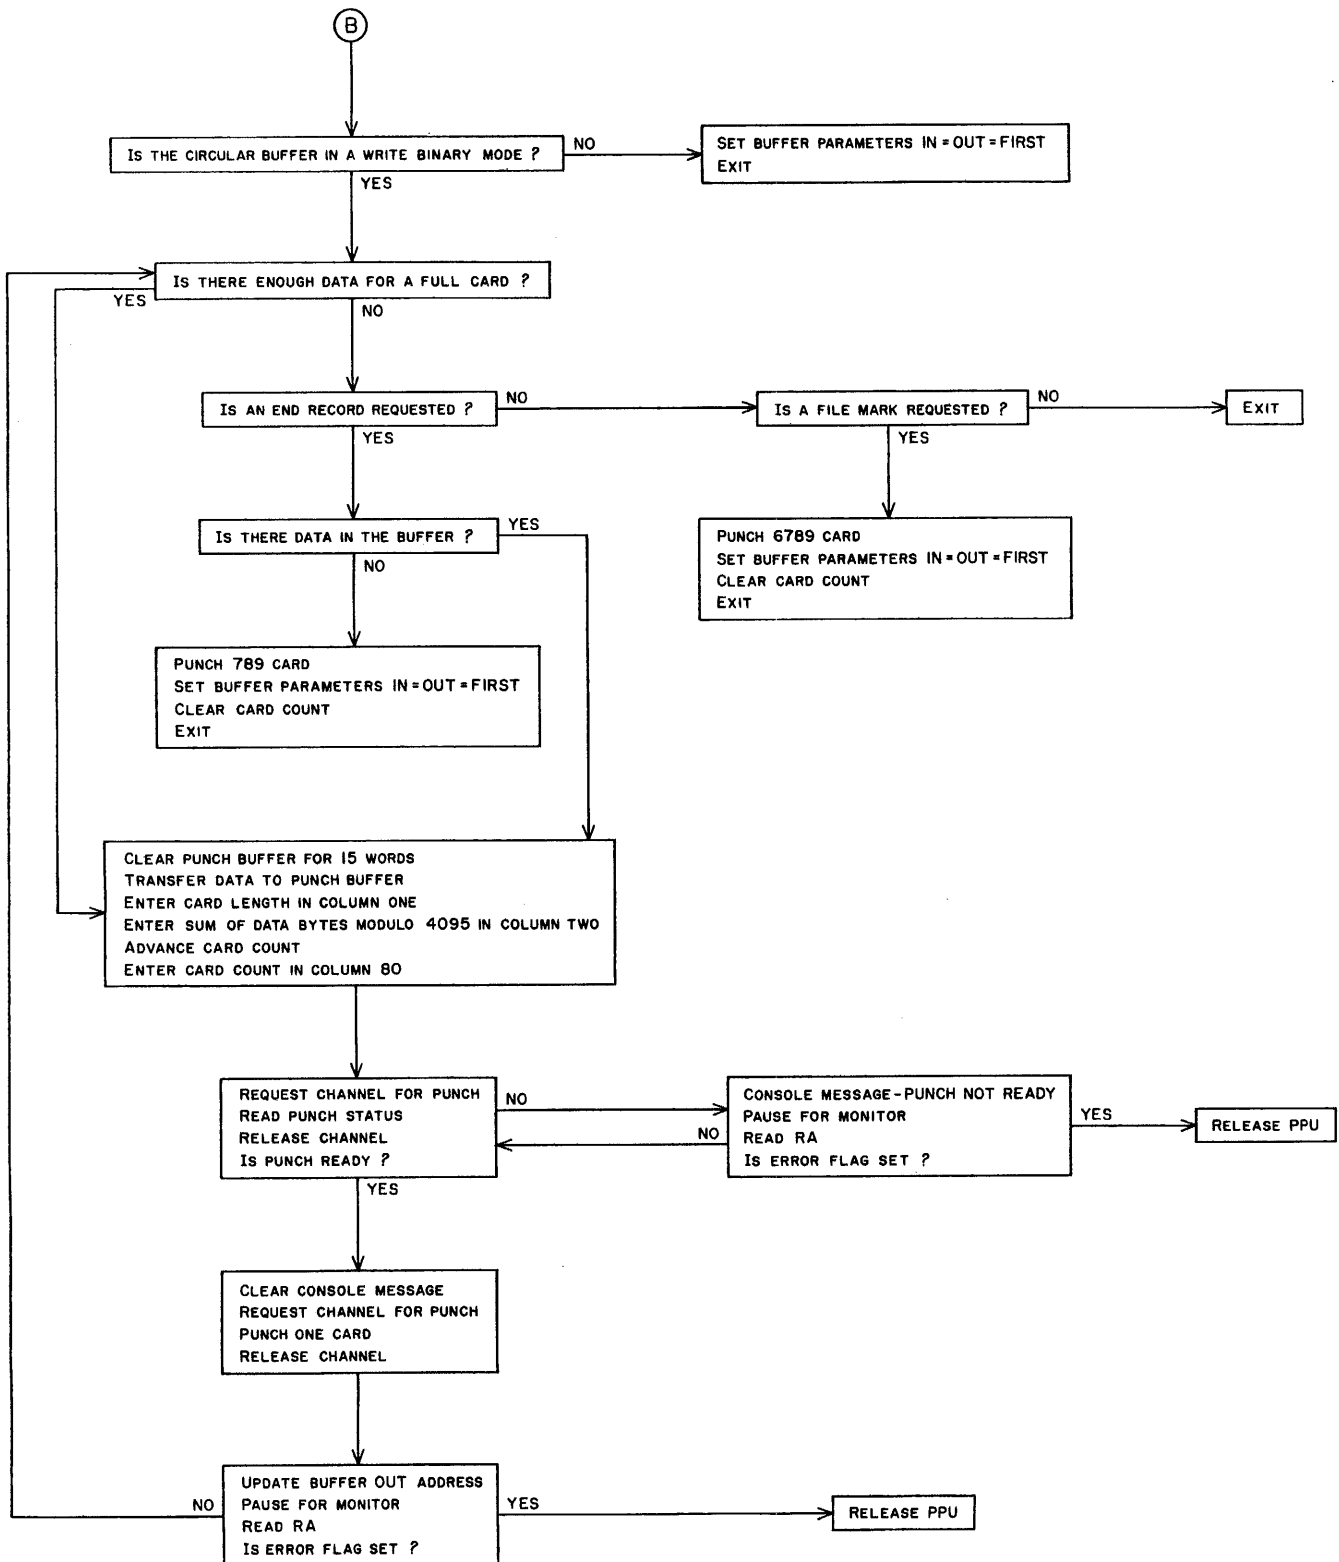 B
IS THE CIRCULAR BUFFER IN A WRITE BINARY MODE ?
NO
SET BUFFER PARAMETERS IN = OUT = FIRST
EXIT
YES
IS THERE ENOUGH DATA FOR A FULL CARD ?
YES
NO
IS AN END RECORD REQUESTED ?
NO
IS A FILE MARK REQUESTED ?
NO
EXIT
YES
YES
IS THERE DATA IN THE BUFFER ?
YES
NO
PUNCH 6789 CARD
SET BUFFER PARAMETERS IN = OUT = FIRST
CLEAR CARD COUNT
EXIT
PUNCH 789 CARD
SET BUFFER PARAMETERS IN = OUT = FIRST
CLEAR CARD COUNT
EXIT
CLEAR PUNCH BUFFER FOR 15 WORDS
TRANSFER DATA TO PUNCH BUFFER
ENTER CARD LENGTH IN COLUMN ONE
ENTER SUM OF DATA BYTES MODULO 4095 IN COLUMN TWO
ADVANCE CARD COUNT
ENTER CARD COUNT IN COLUMN 80
REQUEST CHANNEL FOR PUNCH
READ PUNCH STATUS
RELEASE CHANNEL
IS PUNCH READY ?
NO
NO
CONSOLE MESSAGE - PUNCH NOT READY
PAUSE FOR MONITOR
READ RA
IS ERROR FLAG SET ?
YES
RELEASE PPU
YES
CLEAR CONSOLE MESSAGE
REQUEST CHANNEL FOR PUNCH
PUNCH ONE CARD
RELEASE CHANNEL
NO
UPDATE BUFFER OUT ADDRESS
PAUSE FOR MONITOR
READ RA
IS ERROR FLAG SET ?
YES
RELEASE PPU